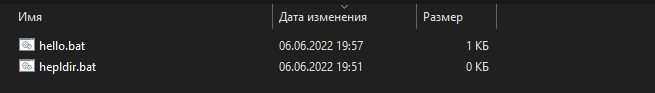 Имя Дата изменения Размер
hello.bat 06.06.2022 19:57 1 КБ
hepldir.bat 06.06.2022 19:51 0 КБ